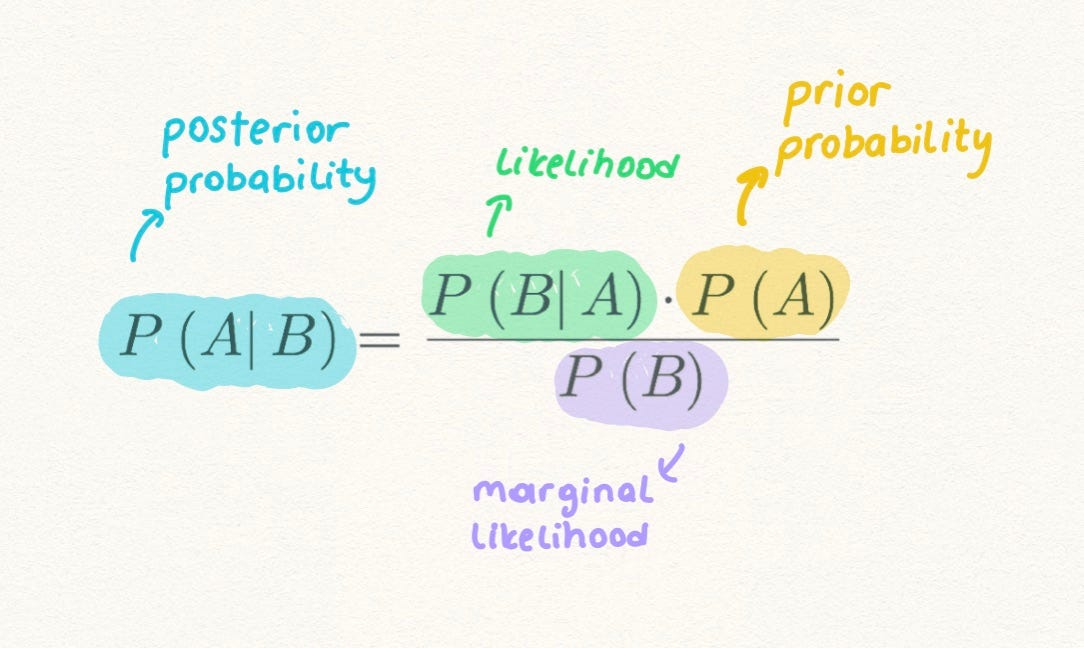 prior
probability
posterior
probability
likelihood
P (B| A) · P (A)
P (A| B) =
P (B)
marginal
likelihood